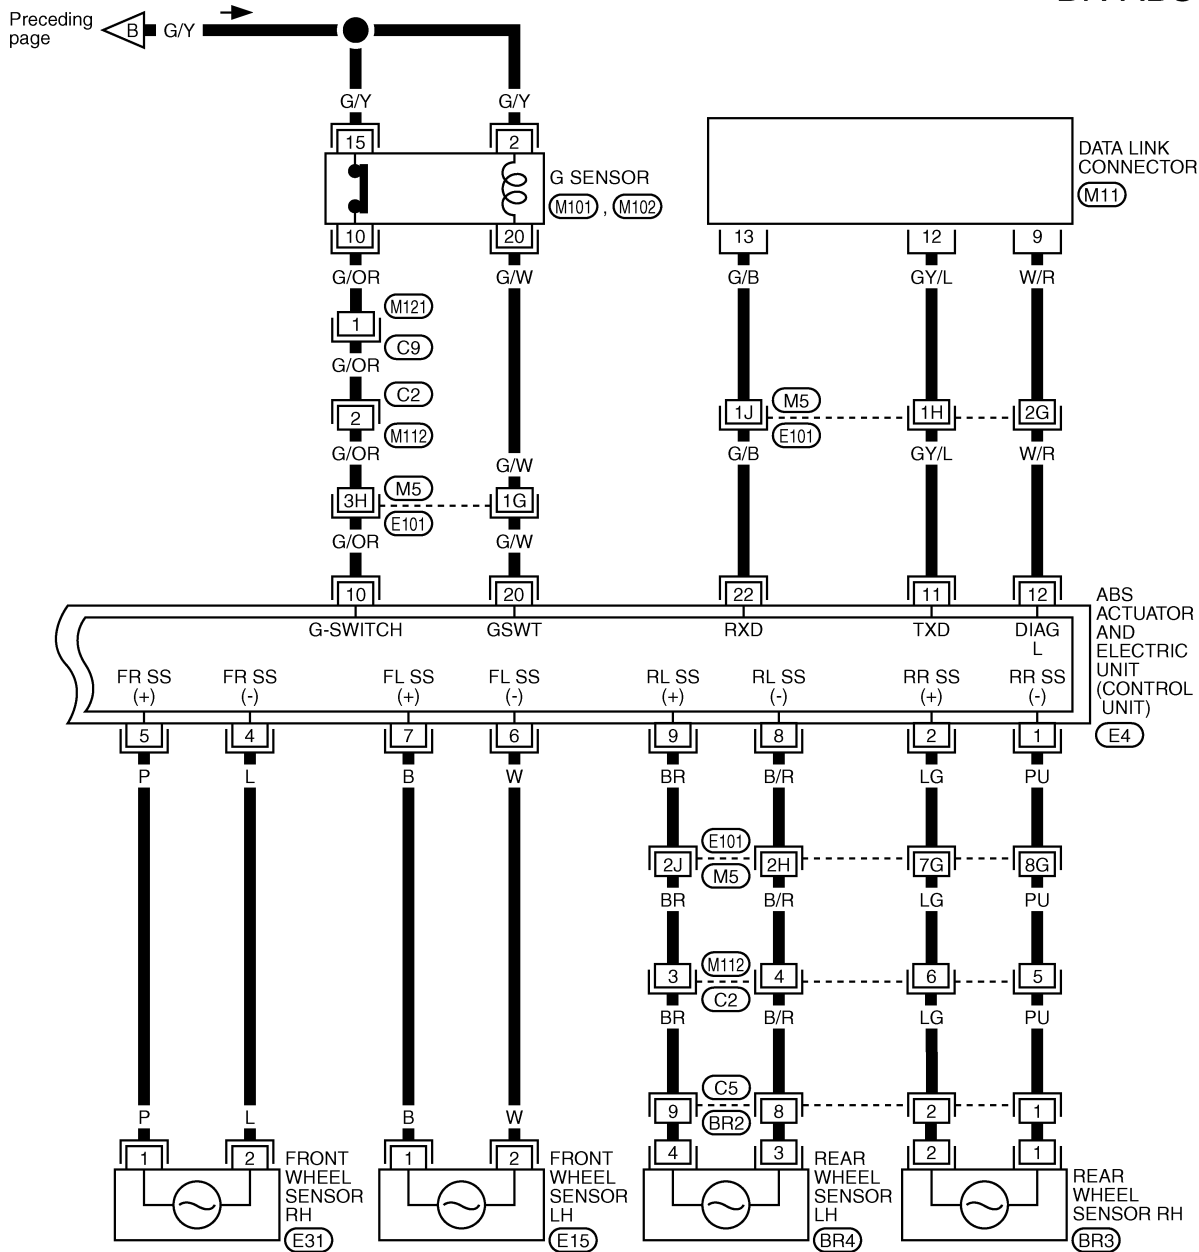 Preceding
page
B
G/Y
G/Y
G/Y
15
2
G SENSOR
M101 , M102
10
20
G/OR
G/W
1
M121
C9
G/OR
2
C2
M112
G/OR
G/W
3H
M5
E101
1G
G/OR
G/W
DATA LINK
CONNECTOR
M11
13
12
9
G/B
GY/L
W/R
1J
M5
E101
1H
2G
G/B
GY/L
W/R
10
20
22
11
12
G-SWITCH
GSWT
RXD
TXD
DIAG
L
ABS
ACTUATOR
AND
ELECTRIC
UNIT
(CONTROL
UNIT)
E4
FR SS
(+)
FR SS
(-)
FL SS
(+)
FL SS
(-)
RL SS
(+)
RL SS
(-)
RR SS
(+)
RR SS
(-)
5
4
7
6
9
8
2
1
P
L
B
W
BR
B/R
LG
PU
2J
E101
M5
2H
7G
8G
BR
B/R
LG
PU
3
M112
C2
4
6
5
BR
B/R
LG
PU
9
C5
BR2
8
2
1
P
L
B
W
1
2
1
2
4
3
2
1
FRONT
WHEEL
SENSOR
RH
E31
FRONT
WHEEL
SENSOR
LH
E15
REAR
WHEEL
SENSOR
LH
BR4
REAR
WHEEL
SENSOR RH
BR3